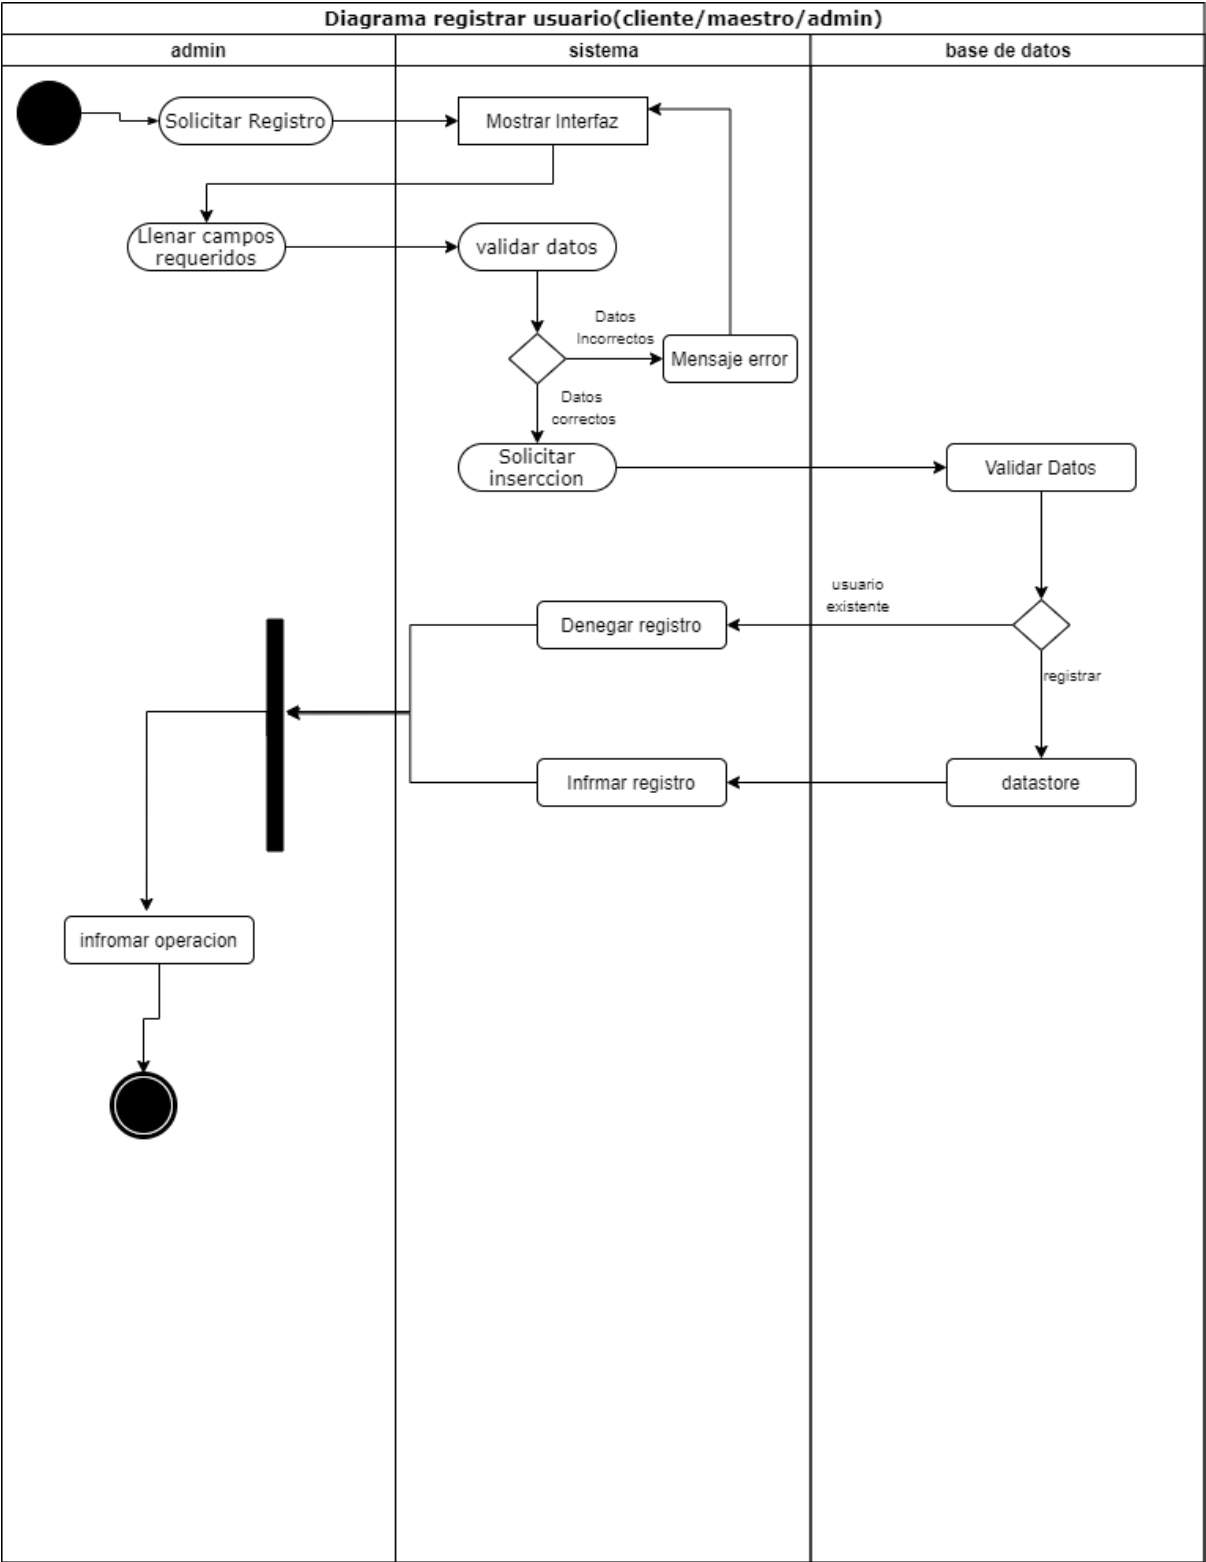 Diagrama registrar usuario(cliente/maestro/admin)
admin
sistema
base de datos
Solicitar Registro
Mostrar Interfaz
Llenar campos
requeridos
validar datos
Datos
Incorrectos
Mensaje error
Datos
correctos
Solicitar
inserccion
Validar Datos
usuario
existente
Denegar registro
registrar
Infrmar registro
datastore
infromar operacion